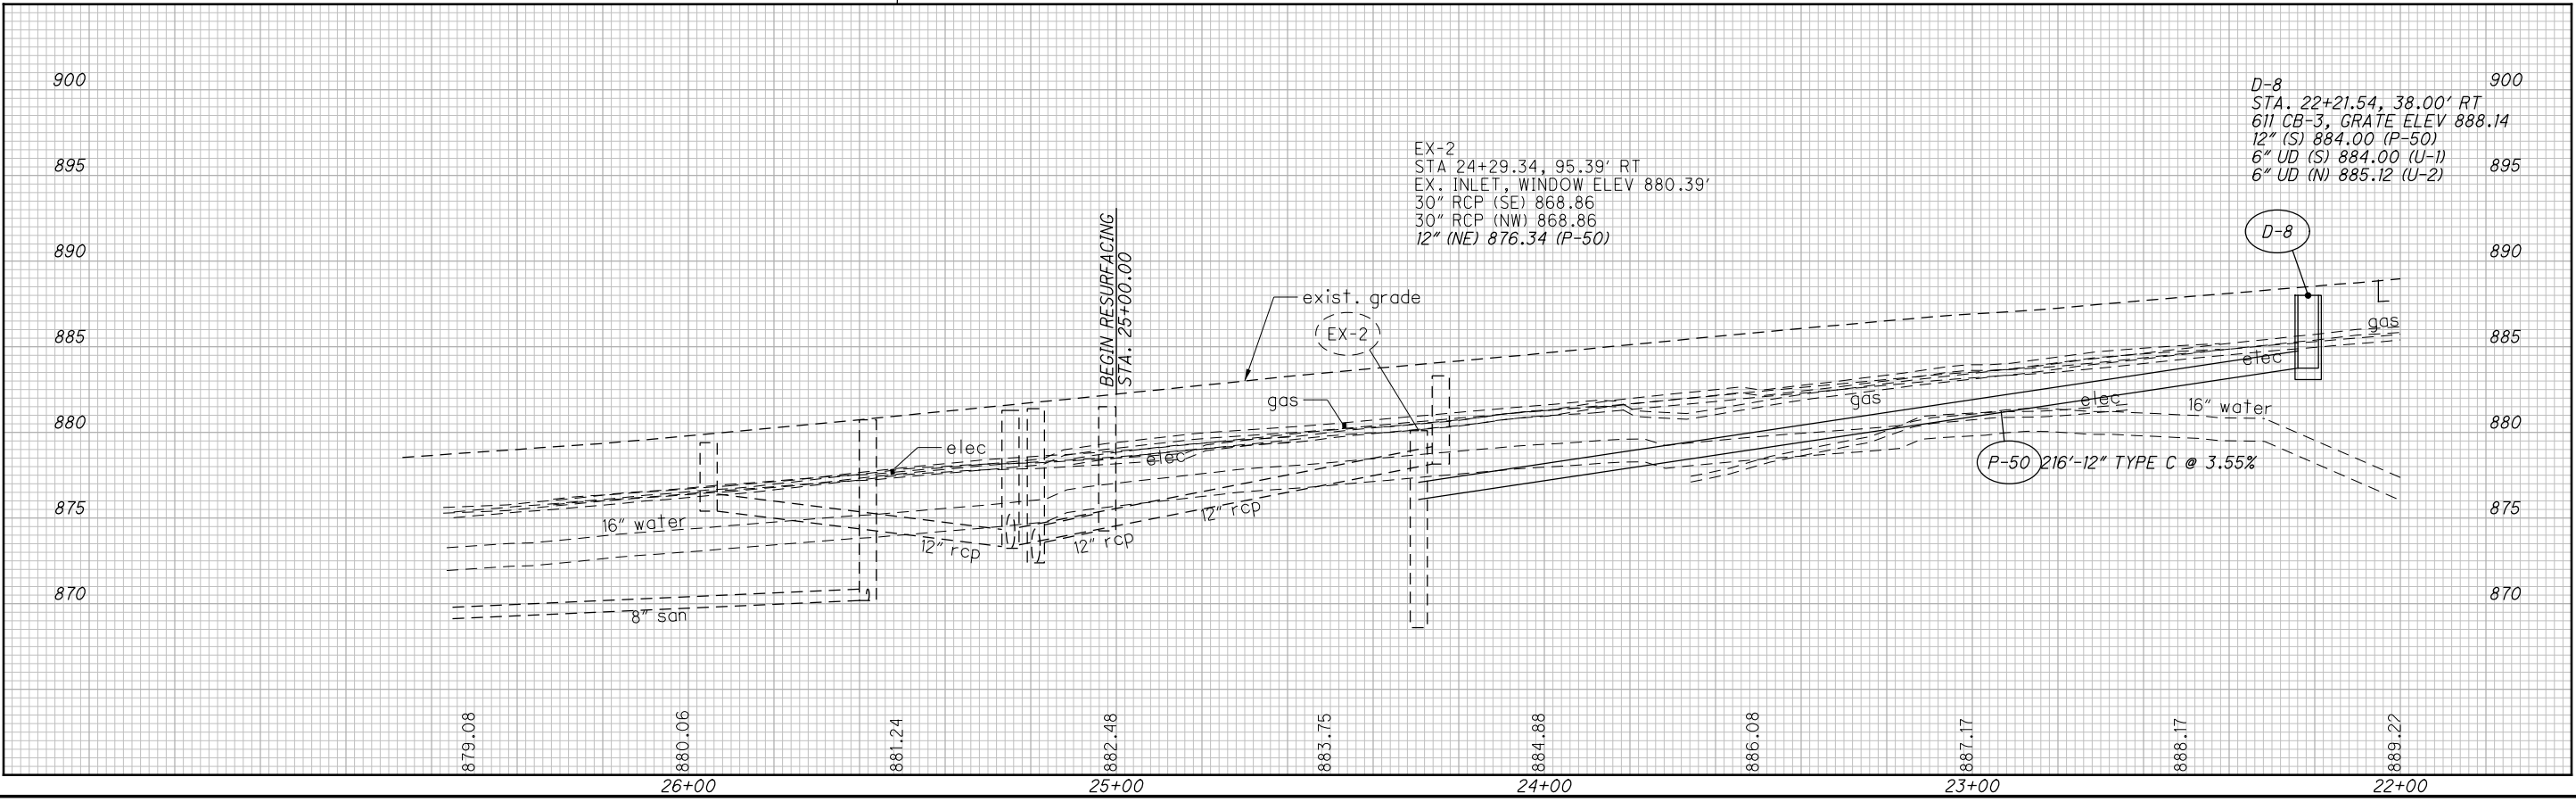 900
895
890
885
880
875
870
BEGIN RESURFACING
STA. 25+00.00
EX-2
STA 24+29.34, 95.39' RT
EX. INLET, WINDOW ELEV 880.39'
30" RCP (SE) 868.86
30" RCP (NW) 868.86
12" (NE) 876.34 (P-50)
D-8
STA. 22+21.54, 38.00' RT
611 CB-3, GRATE ELEV 888.14
12" (S) 884.00 (P-50)
6" UD (S) 884.00 (U-1)
6" UD (N) 885.12 (U-2)
900
895
890
885
880
875
870
D-8
exist. grade
EX-2
gas
gas
gas
elec
elec
elec
elec
16" water
16" water
P-50 216'-12" TYPE C @ 3.55%
12" rcp
12" rcp
12" rcp
8" san
879.08
880.06
881.24
882.48
883.75
884.88
886.08
887.17
888.17
889.22
26+00
25+00
24+00
23+00
22+00